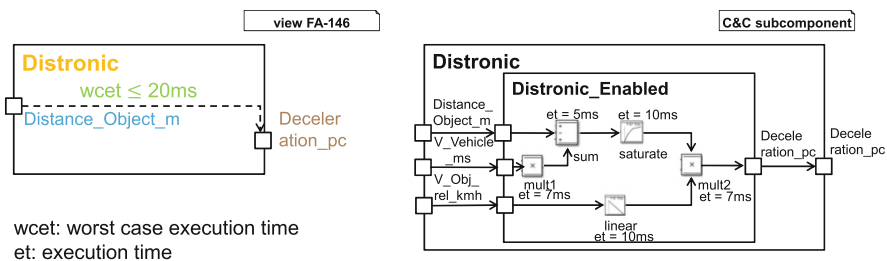 view FA-146
Distronic
wcet ≤ 20ms
Distance_Object_m
Deceler
ation_pc
wcet: worst case execution time
et: execution time
C&C subcomponent
Distronic
Distronic_Enabled
Distance_
Object_m
V_Vehicle
_ms
V_Obj_
rel_kmh
et = 5ms
sum
et = 10ms
saturate
mult1
et = 7ms
mult2
et = 7ms
linear
et = 10ms
Decele
ration_pc
Decele
ration_pc